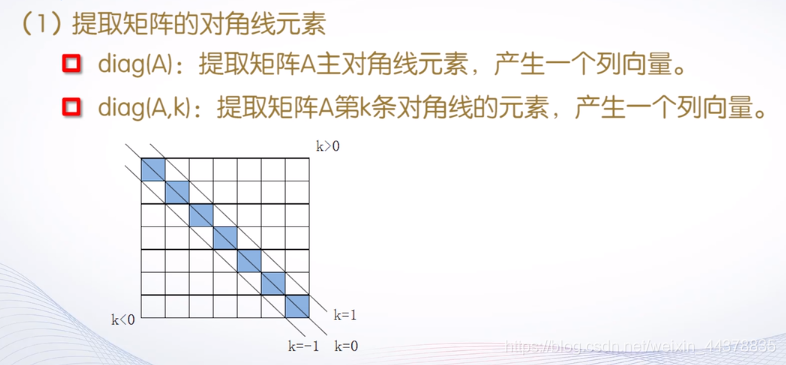 （1）提取矩阵的对角线元素
diag(A)：提取矩阵A主对角线元素，产生一个列向量。
diag(A,k)：提取矩阵A第k条对角线的元素，产生一个列向量。
k>0
k<0
k=1
k=-1 k=0
https://blog.csdn.net/weixin_44378835